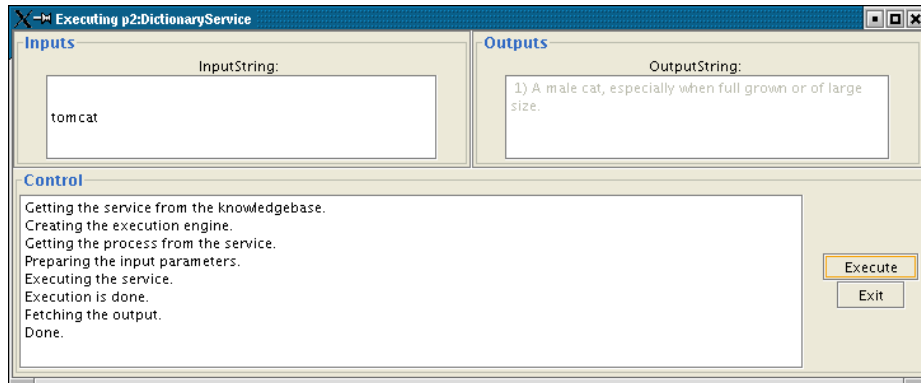 Executing p2:DictionaryService
Inputs
InputString:
tomcat
Outputs
OutputString:
1) A male cat, especially when full grown or of large
size.
Control
Getting the service from the knowledgebase.
Creating the execution engine.
Getting the process from the service.
Preparing the input parameters.
Executing the service.
Execution is done.
Fetching the output.
Done.
Execute
Exit